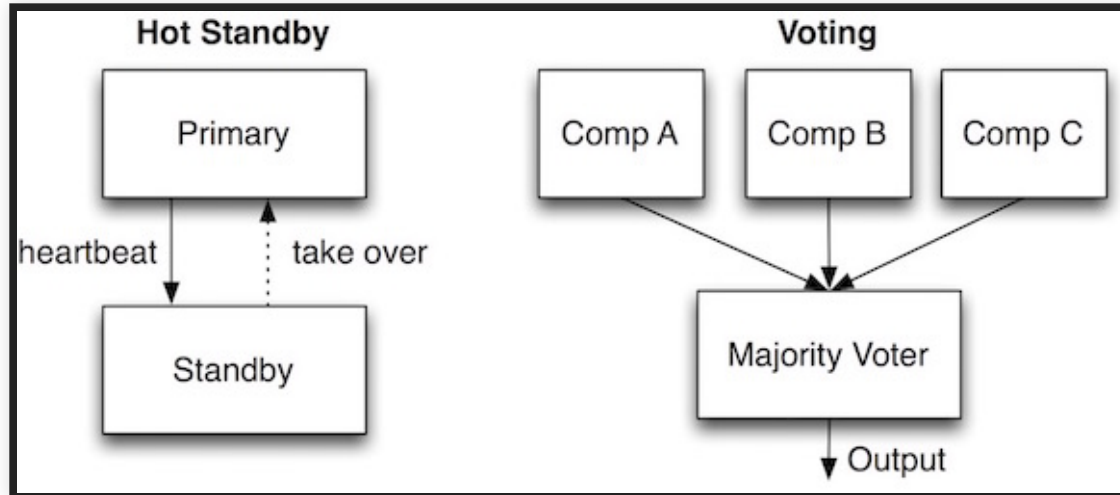 Hot Standby
Primary
heartbeat
take over
Standby
Voting
Comp A
Comp B
Comp C
Majority Voter
Output